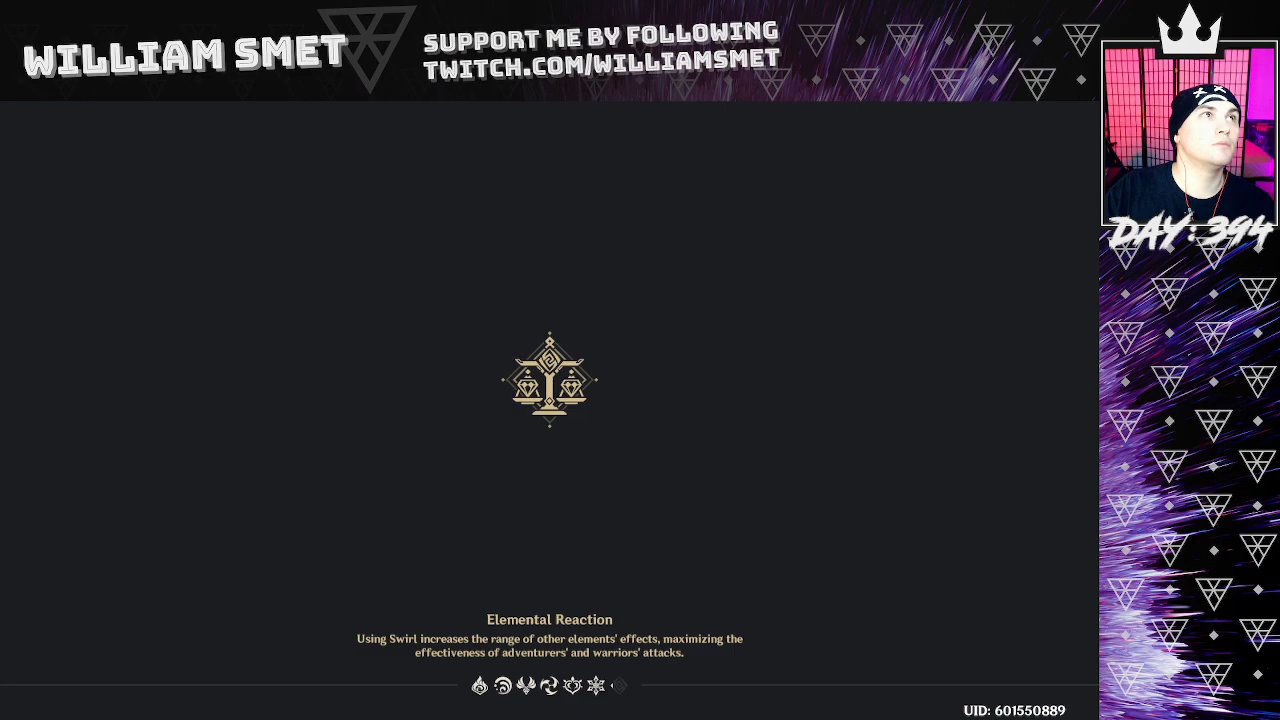 WILLIAM SMET
SUPPORT ME BY FOLLOWING
TWITCH.COM/WILLIAMSMET
DAY: 394
Elemental Reaction
Using Swirl increases the range of other elements' effects, maximizing the
effectiveness of adventurers' and warriors' attacks.
UID: 601550889